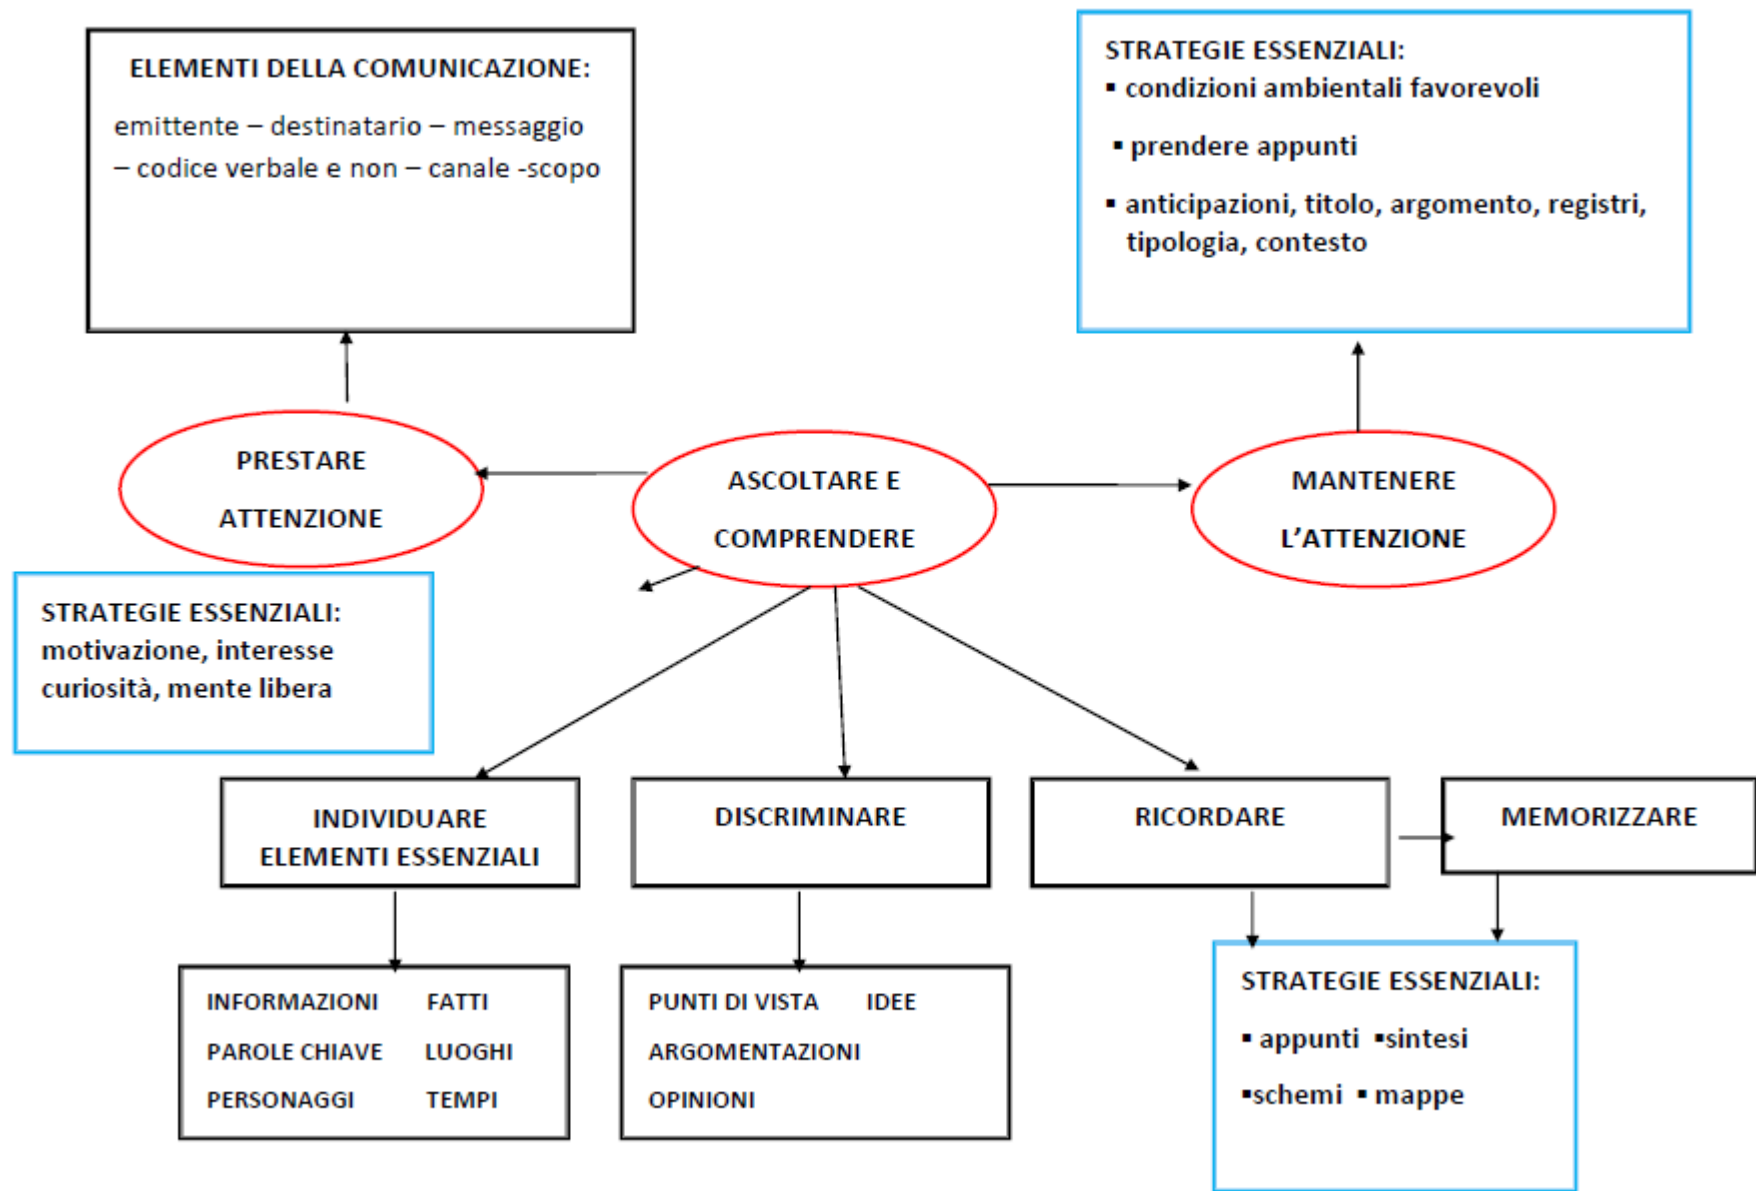 ELEMENTI DELLA COMUNICAZIONE:
emittente – destinatario – messaggio
– codice verbale e non – canale -scopo
STRATEGIE ESSENZIALI:
▪ condizioni ambientali favorevoli
▪ prendere appunti
▪ anticipazioni, titolo, argomento, registri,
tipologia, contesto
PRESTARE
ATTENZIONE
ASCOLTARE E
COMPRENDERE
MANTENERE
L’ATTENZIONE
STRATEGIE ESSENZIALI:
motivazione, interesse
curiosità, mente libera
INDIVIDUARE
ELEMENTI ESSENZIALI
DISCRIMINARE
RICORDARE
MEMORIZZARE
INFORMAZIONI FATTI
PAROLE CHIAVE LUOGHI
PERSONAGGI TEMPI
PUNTI DI VISTA IDEE
ARGOMENTAZIONI
OPINIONI
STRATEGIE ESSENZIALI:
▪ appunti ▪sintesi
▪schemi ▪ mappe